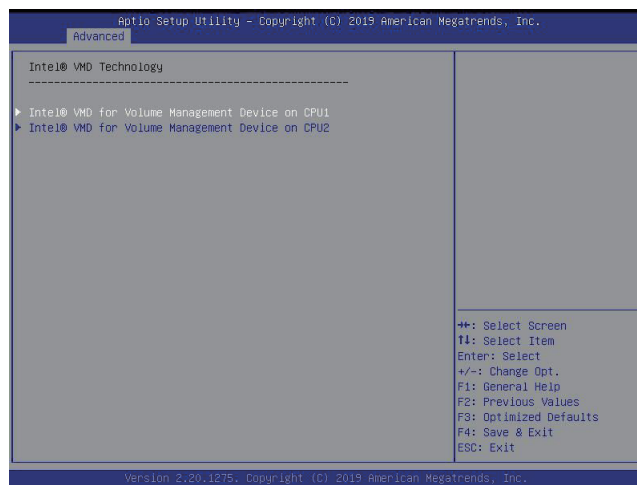 Aptio Setup Utility – Copyright (C) 2019 American Megatrends, Inc.
Advanced
Intel® VMD Technology
------------------------------------------------
Intel® VMD for Volume Management Device on CPU1
Intel® VMD for Volume Management Device on CPU2
→←: Select Screen
↑↓: Select Item
Enter: Select
+/-: Change Opt.
F1: General Help
F2: Previous Values
F3: Optimized Defaults
F4: Save & Exit
ESC: Exit
Version 2.20.1275. Copyright (C) 2019 American Megatrends, Inc.